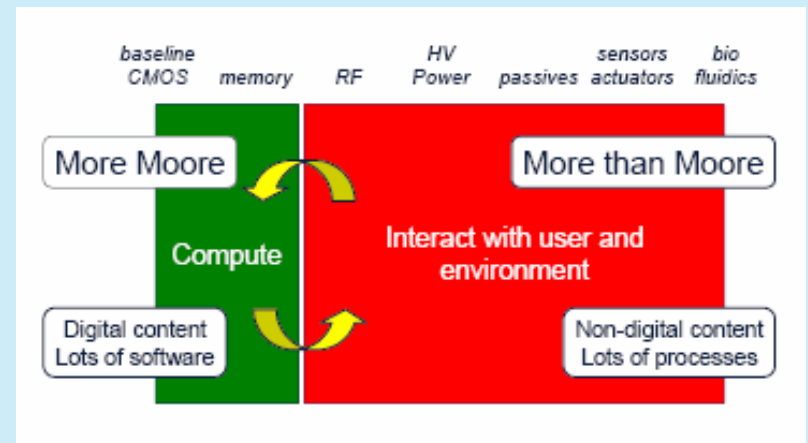 baseline CMOS
memory
RF
HV Power
passives
sensors actuators
bio fluidics
More Moore
More than Moore
Compute
Interact with user and
environment
Digital content
Lots of software
Non-digital content
Lots of processes